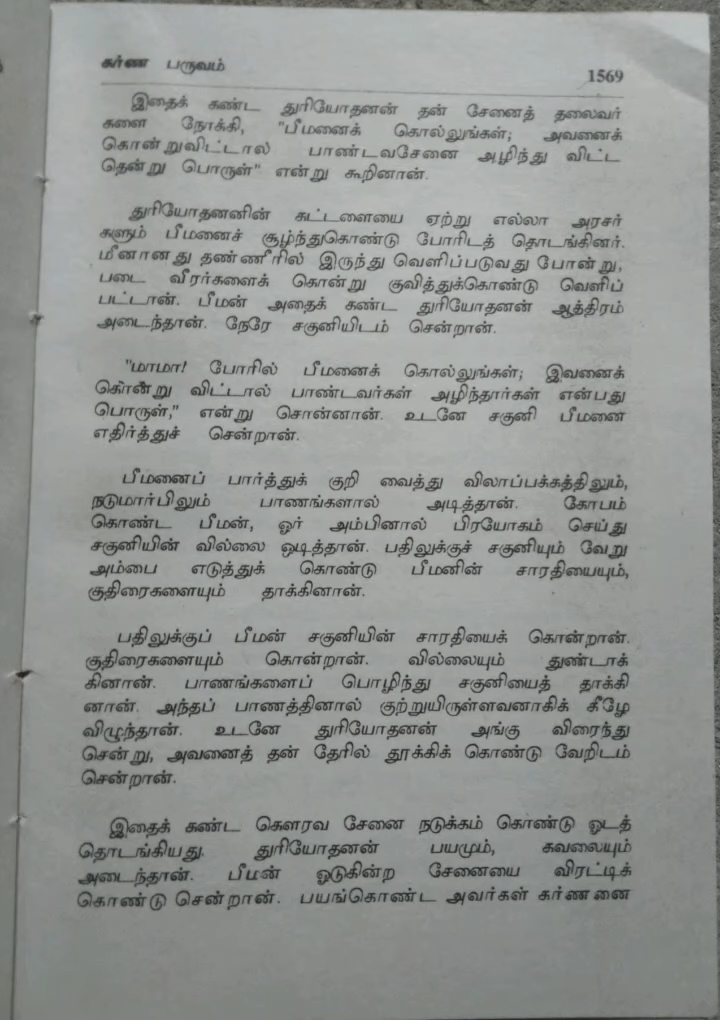 கர்ண பருவம்
1569
இதைக் கண்ட துரியோதனன் தன் சேனைத் தலைவர்
களை நோக்கி, "பீமனைக் கொல்லுங்கள்; அவனைக்
கொன்றுவிட்டால் பாண்டவசேனை அழிந்து விட்ட
தென்று பொருள்" என்று கூறினான்.
துரியோதனனின் கட்டளையை ஏற்று எல்லா அரசர்
களும் பீமனைச் சூழ்ந்துகொண்டு போரிடத் தொடங்கினர்.
மீனானது தண்ணீரில் இருந்து வெளிப்படுவது போன்று,
படை வீரர்களைக் கொன்று குவித்துக்கொண்டு வெளிப்
பட்டான். பீமன் அதைக் கண்ட துரியோதனன் ஆத்திரம்
அடைந்தான். நேரே சகுனியிடம் சென்றான்.
"மாமா! போரில் பீமனைக் கொல்லுங்கள்; இவனைக்
கொன்று விட்டால் பாண்டவர்கள் அழிந்தார்கள் என்பது
பொருள்," என்று சொன்னான். உடனே சகுனி பீமனை
எதிர்த்துச் சென்றான்.
பீமனைப் பார்த்துக் குறி வைத்து விலாப்பக்கத்திலும்,
நடுமார்பிலும் பாணங்களால் அடித்தான். கோபம்
கொண்ட பீமன், ஓர் அம்பினால் பிரயோகம் செய்து
சகுனியின் வில்லை ஒடித்தான். பதிலுக்குச் சகுனியும் வேறு
அம்பை எடுத்துக் கொண்டு பீமனின் சாரதியையும்,
குதிரைகளையும் தாக்கினான்.
பதிலுக்குப் பீமன் சகுனியின் சாரதியைக் கொன்றான்.
குதிரைகளையும் கொன்றான். வில்லையும் துண்டாக்
கினான். பாணங்களைப் பொழிந்து சகுனியைத் தாக்கி
னான். அந்தப் பாணத்தினால் குற்றுயிருள்ளவனாகிக் கீழே
விழுந்தான். உடனே துரியோதனன் அங்கு விரைந்து
சென்று, அவனைத் தன் தேரில் தூக்கிக் கொண்டு வேறிடம்
சென்றான்.
இதைக் கண்ட கௌரவ சேனை நடுக்கம் கொண்டு ஓடத்
தொடங்கியது. துரியோதனன் பயமும், கவலையும்
அடைந்தான். பீமன் ஓடுகின்ற சேனையை விரட்டிக்
கொண்டு சென்றான். பயங்கொண்ட அவர்கள் கர்ணனை